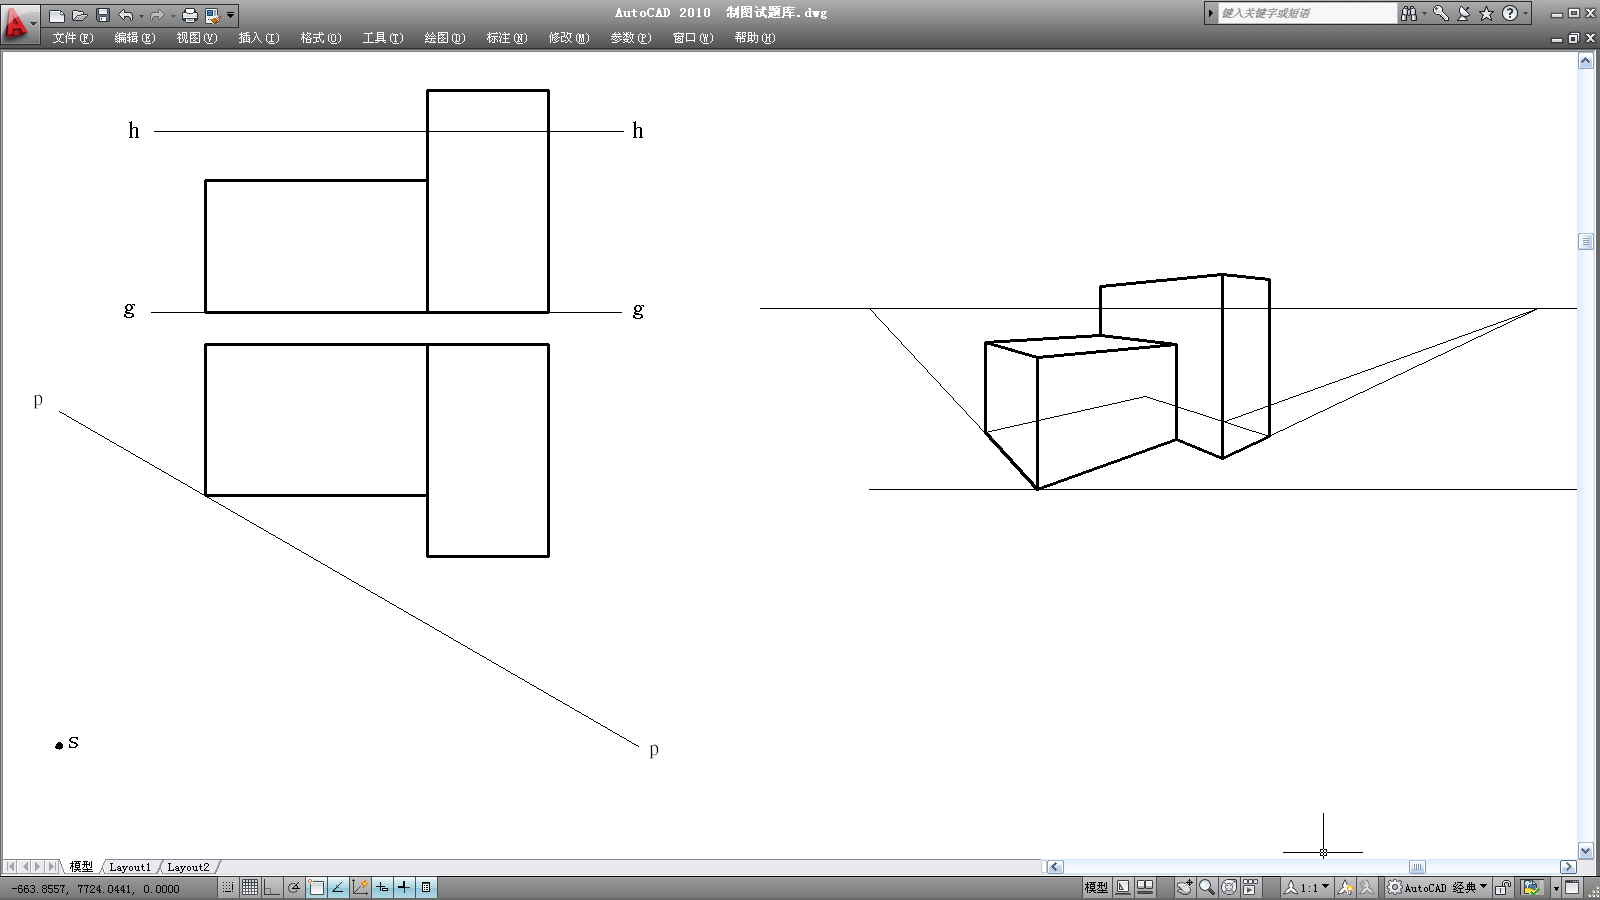 AutoCAD 2010 制图试题库.dwg
键入关键字或短语
文件(F) 编辑(E) 视图(V) 插入(I) 格式(O) 工具(T) 绘图(D) 标注(N) 修改(M) 参数(P) 窗口(W) 帮助(H)
h h
g g
p
s
p
模型 Layout1 Layout2
-663.8557, 7724.0441, 0.0000 模型 1:1 AutoCAD 经典